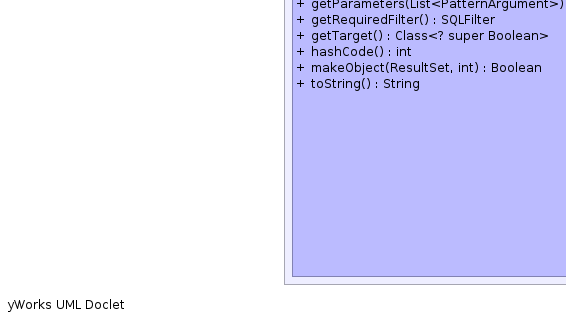 + getParameters(List<PatternArgument>)
+ getRequiredFilter() : SQLFilter
+ getTarget() : Class<? super Boolean>
+ hashCode() : int
+ makeObject(ResultSet, int) : Boolean
+ toString() : String
yWorks UML Doclet